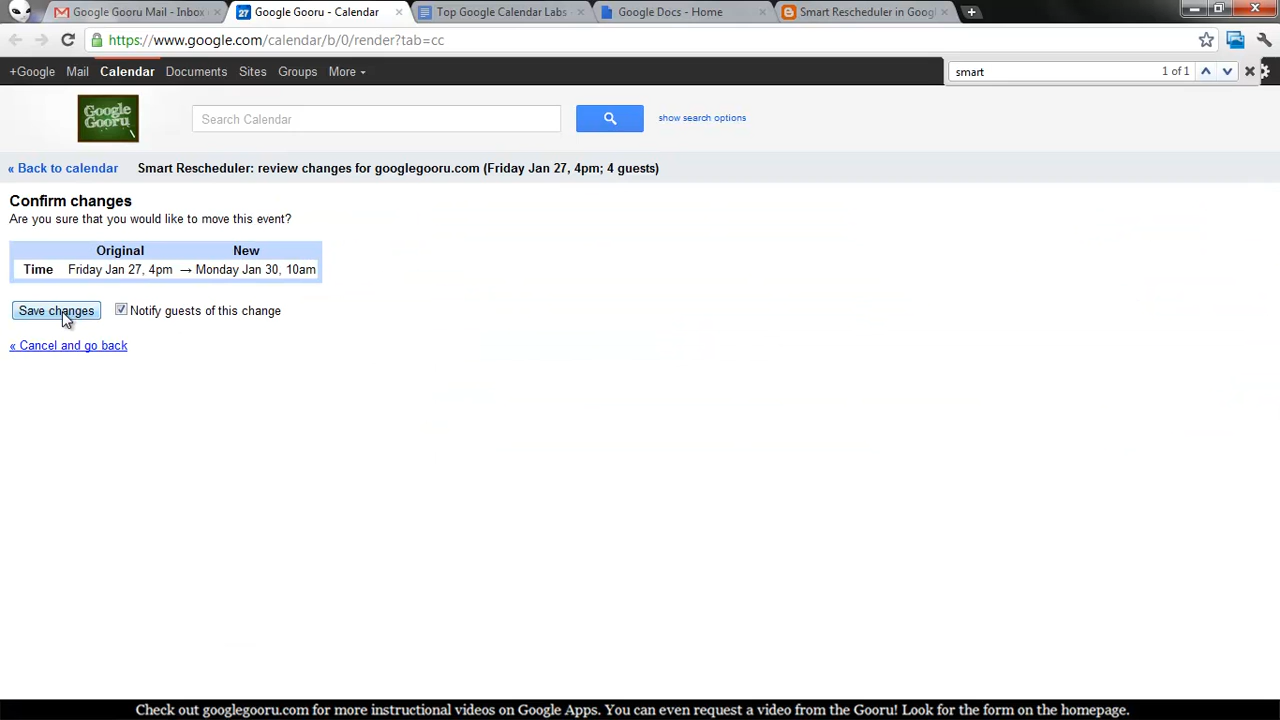 Google Gooru Mail - Inbox
27 Google Gooru - Calendar
Top Google Calendar Labs
Google Docs - Home
Smart Rescheduler in Googl
https://www.google.com/calendar/b/0/render?tab=cc
+Google Mail Calendar Documents Sites Groups More
smart 1 of 1
Google Gooru
Search Calendar
show search options
« Back to calendar Smart Rescheduler: review changes for googlegooru.com (Friday Jan 27, 4pm; 4 guests)
Confirm changes
Are you sure that you would like to move this event?
Original New
Time Friday Jan 27, 4pm → Monday Jan 30, 10am
Save changes Notify guests of this change
« Cancel and go back
Check out googlegooru.com for more instructional videos on Google Apps. You can even request a video from the Gooru! Look for the form on the homepage.